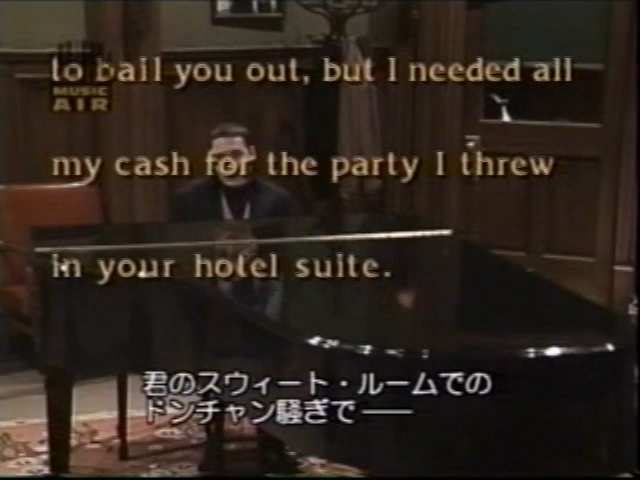 to bail you out, but I needed all
MUSIC
AIR
my cash for the party I threw
in your hotel suite.
君のスウィート・ルームでの
ドンチャン騒ぎで――